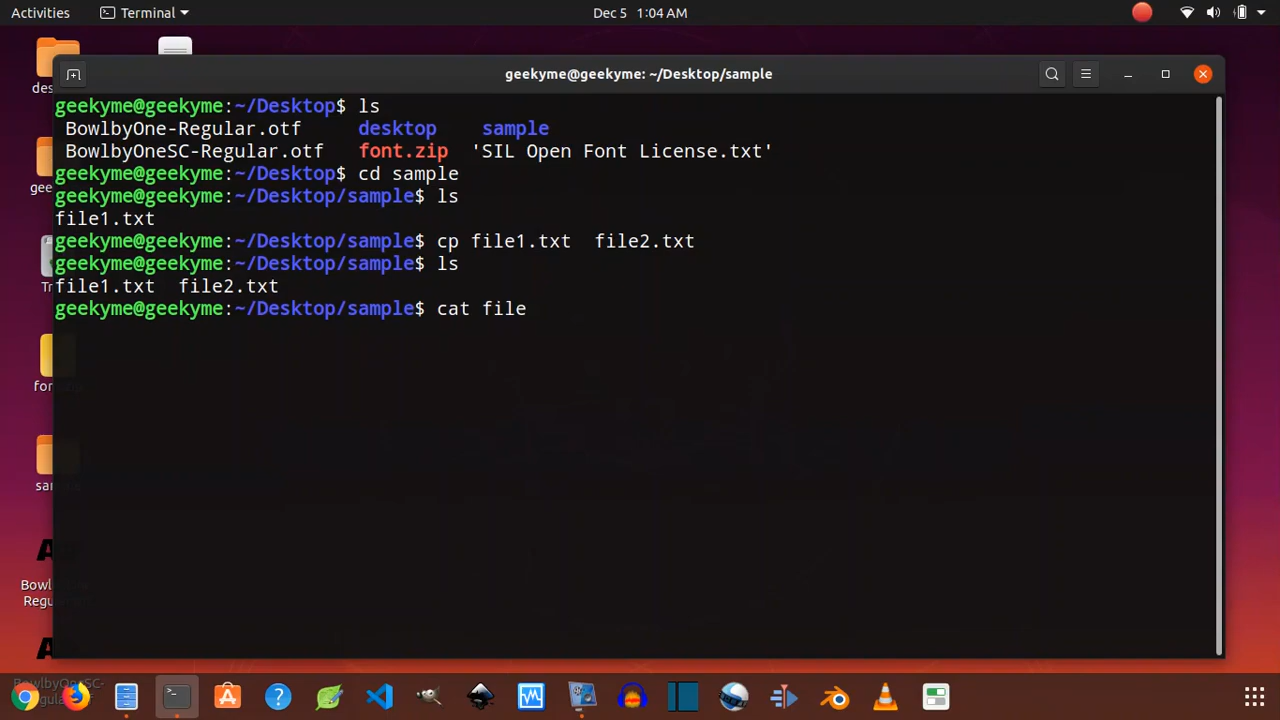 Activities Terminal Dec 5 1:04 AM
geekyme@geekyme: ~/Desktop/sample
geekyme@geekyme:~/Desktop$ ls
BowlbyOne-Regular.otf desktop sample
BowlbyOneSC-Regular.otf font.zip 'SIL Open Font License.txt'
geekyme@geekyme:~/Desktop$ cd sample
geekyme@geekyme:~/Desktop/sample$ ls
file1.txt
geekyme@geekyme:~/Desktop/sample$ cp file1.txt file2.txt
geekyme@geekyme:~/Desktop/sample$ ls
file1.txt file2.txt
geekyme@geekyme:~/Desktop/sample$ cat file